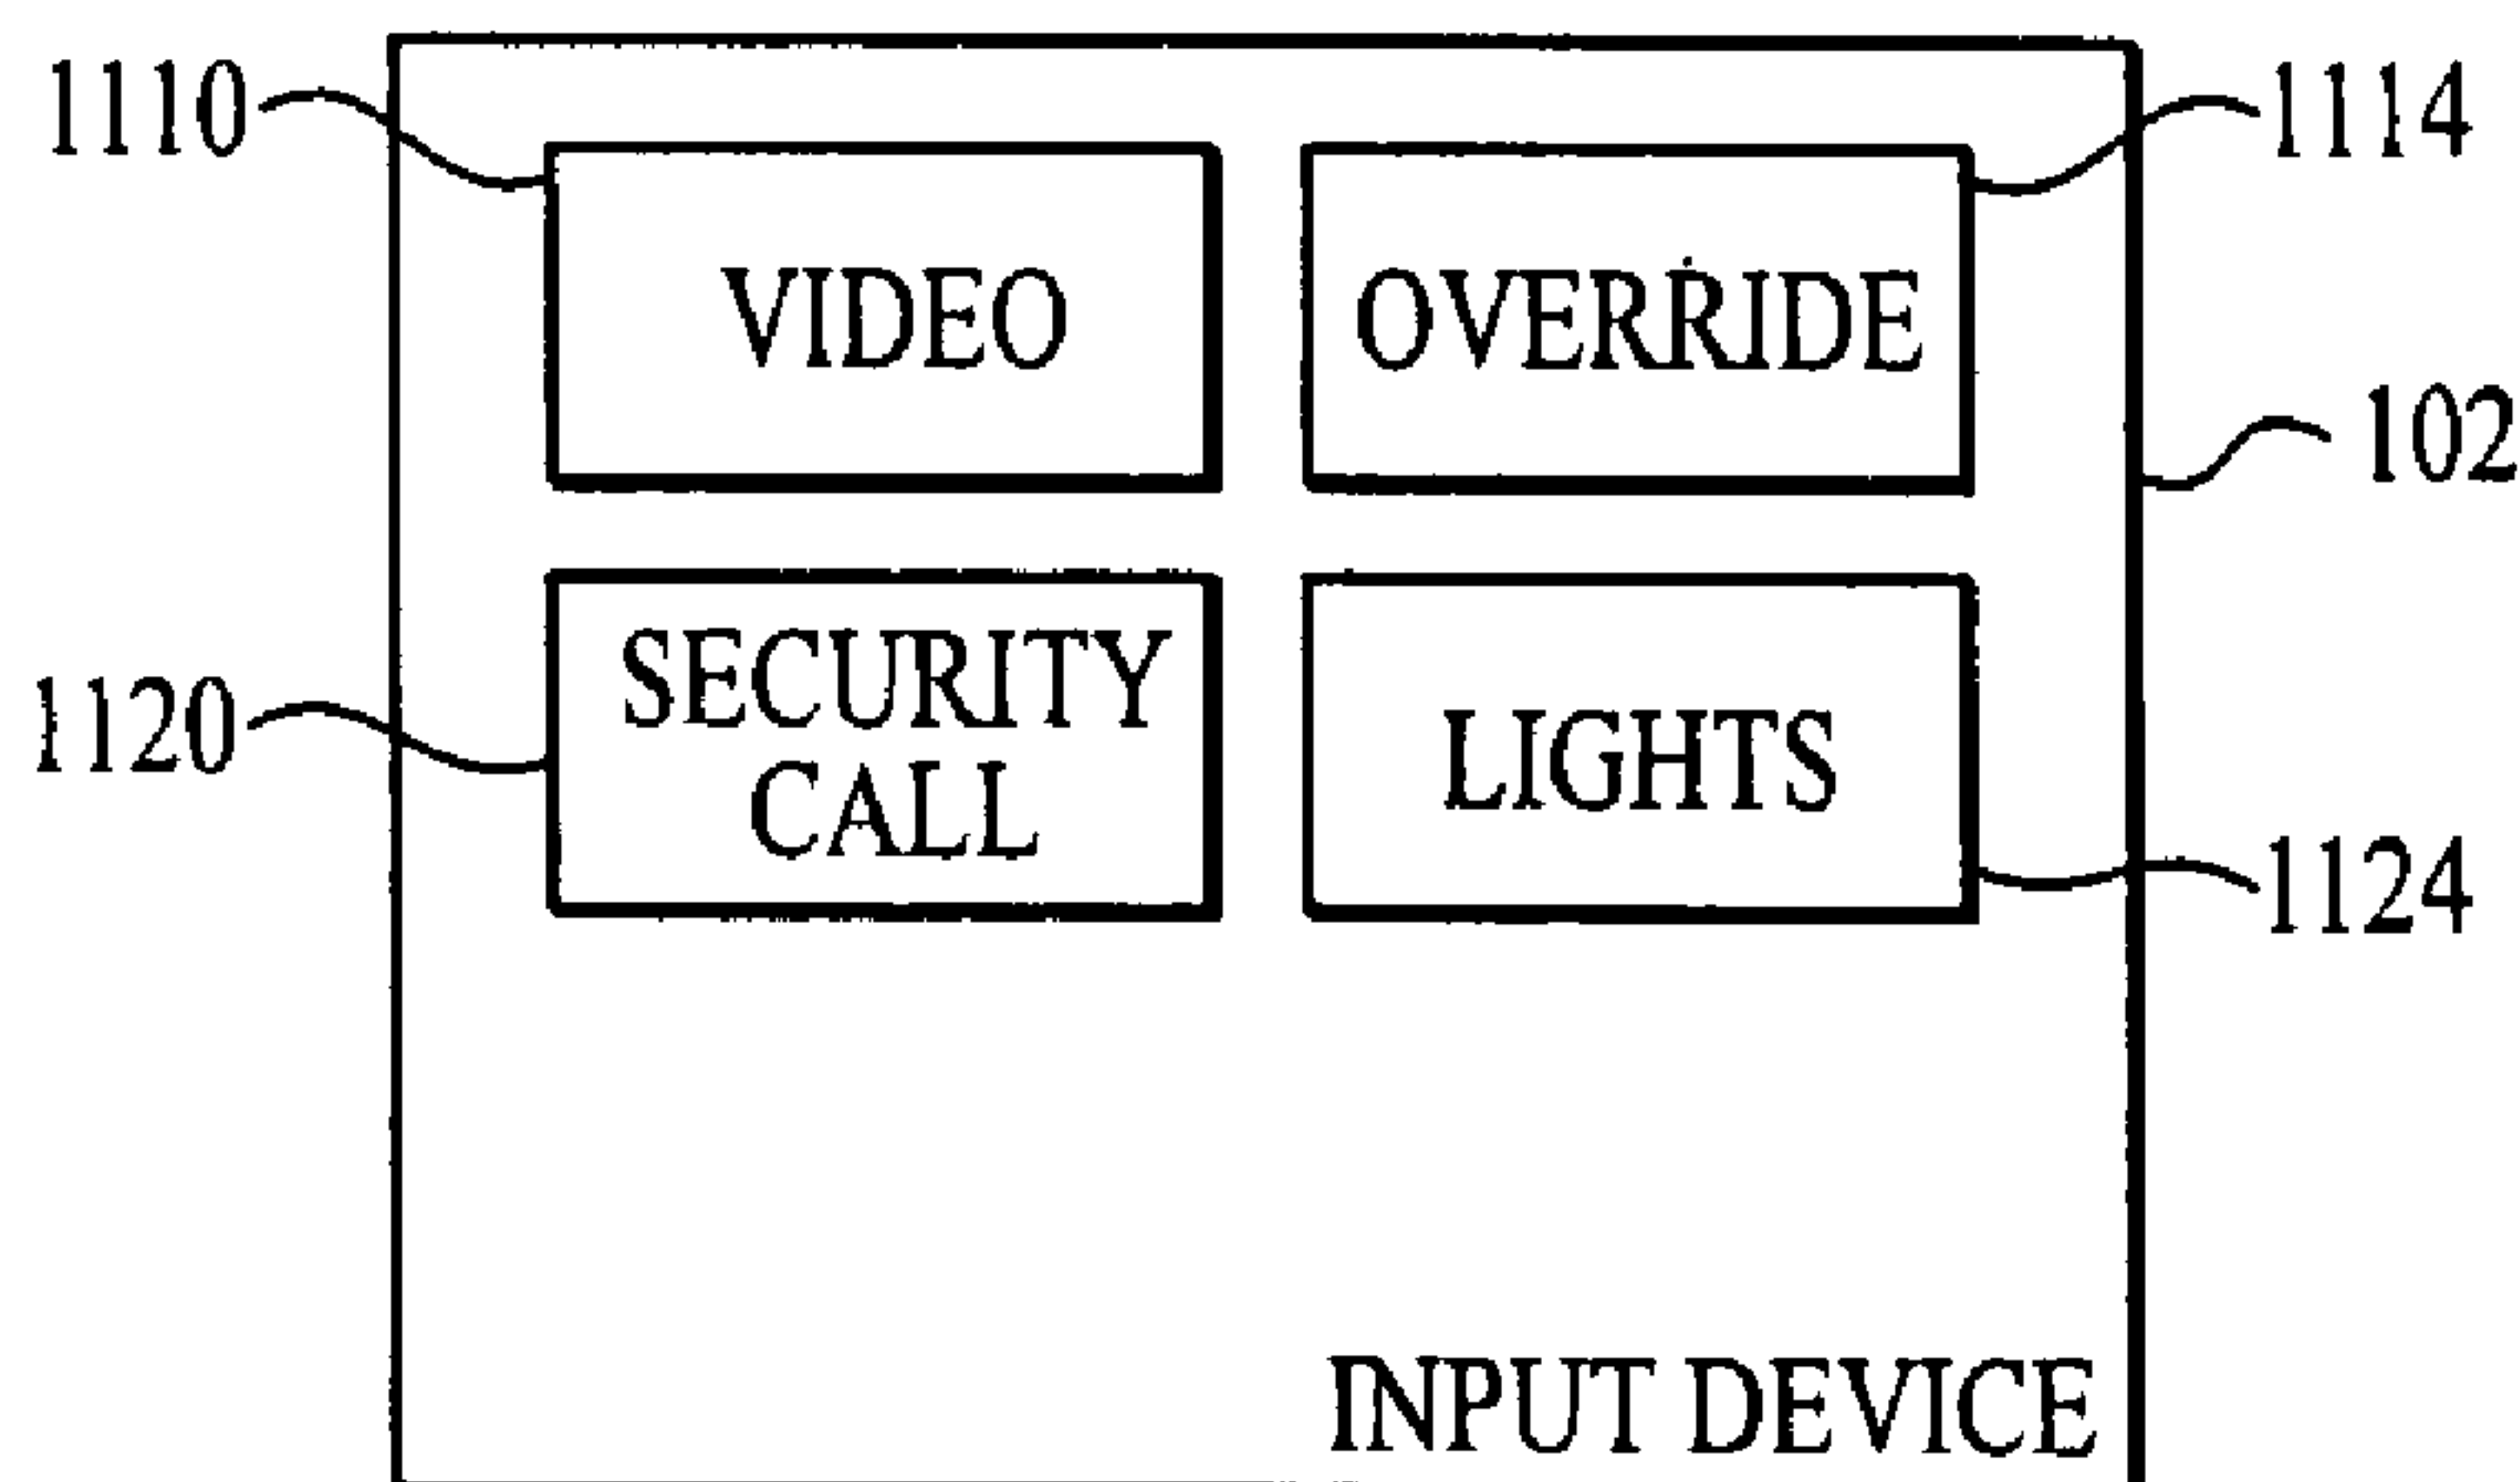 1110
1114
VIDEO
OVERRIDE
102
SECURITY
CALL
1120
LIGHTS
1124
INPUT DEVICE